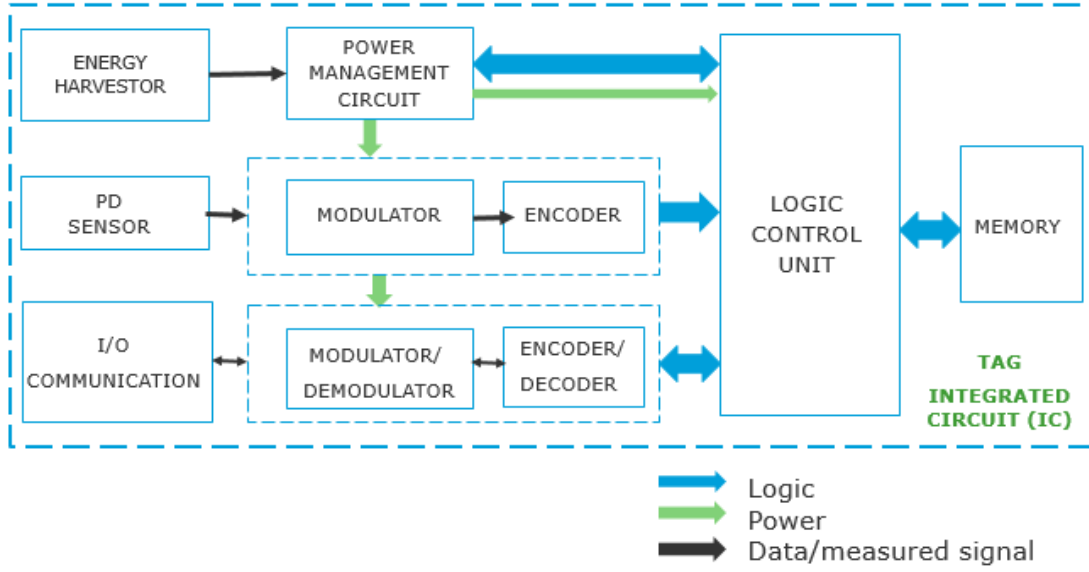 ENERGY
HARVESTOR
POWER
MANAGEMENT
CIRCUIT
PD
SENSOR
MODULATOR
ENCODER
LOGIC
CONTROL
UNIT
MEMORY
I/O
COMMUNICATION
MODULATOR/
DEMODULATOR
ENCODER/
DECODER
TAG
INTEGRATED
CIRCUIT (IC)
Logic
Power
Data/measured signal